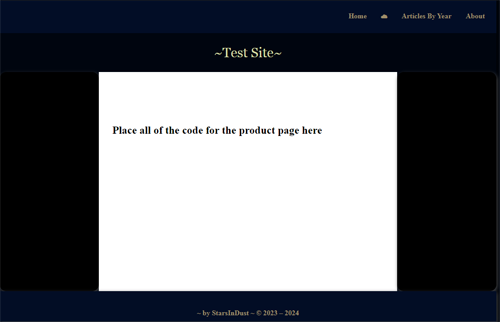 Home Articles By Year About
~Test Site~
Place all of the code for the product page here
~ by StarsInDust ~ © 2023 ~ 2024